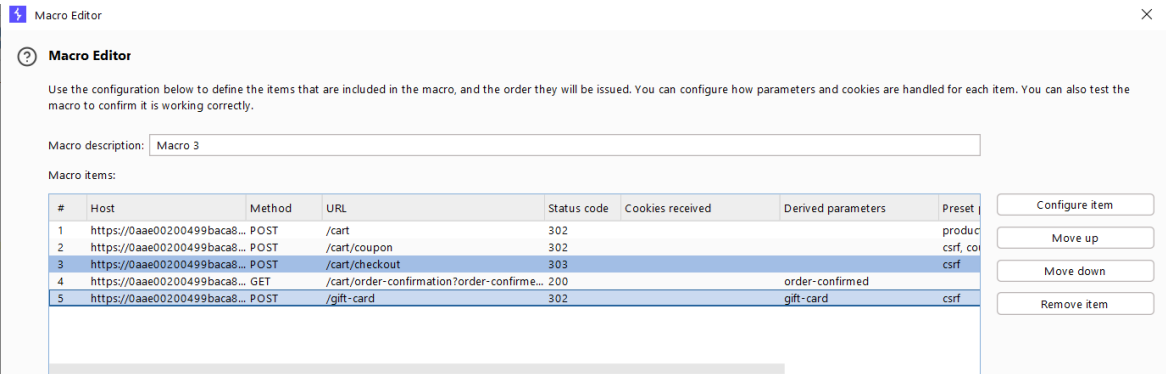 Macro Editor
Macro Editor
Use the configuration below to define the items that are included in the macro, and the order they will be issued. You can configure how parameters and cookies are handled for each item. You can also test the
macro to confirm it is working correctly.
Macro description: Macro 3
Macro items:
# Host Method URL Status code Cookies received Derived parameters Preset
Configure item
1 https://0aae00200499baca8... POST /cart 302
2 https://0aae00200499baca8... POST /cart/coupon 302 csrf,
Move up
3 https://0aae00200499baca8... POST /cart/checkout 303 csrf
Move down
4 https://0aae00200499baca8... GET /cart/order-confirmation?order-confirme... 200 order-confirmed
5 https://0aae00200499baca8... POST /gift-card 302 gift-card csrf
Remove item